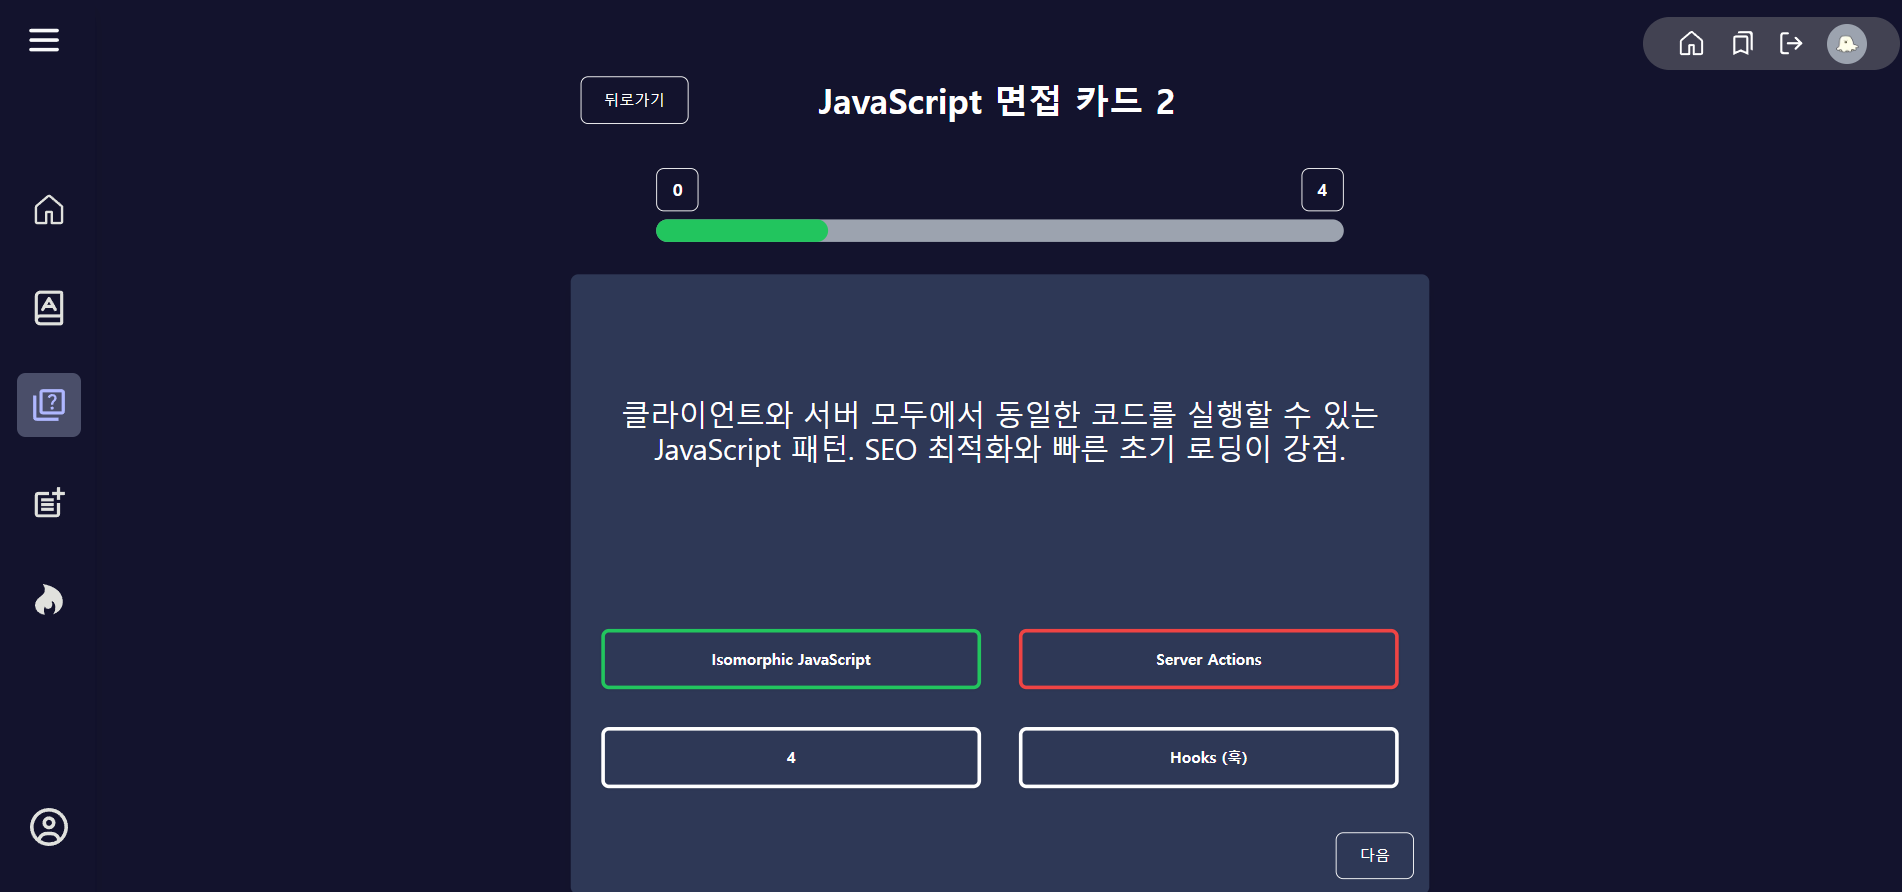 뒤로가기
JavaScript 면접 카드 2
0
4
클라이언트와 서버 모두에서 동일한 코드를 실행할 수 있는
JavaScript 패턴. SEO 최적화와 빠른 초기 로딩이 강점.
Isomorphic JavaScript
Server Actions
4
Hooks (훅)
다음